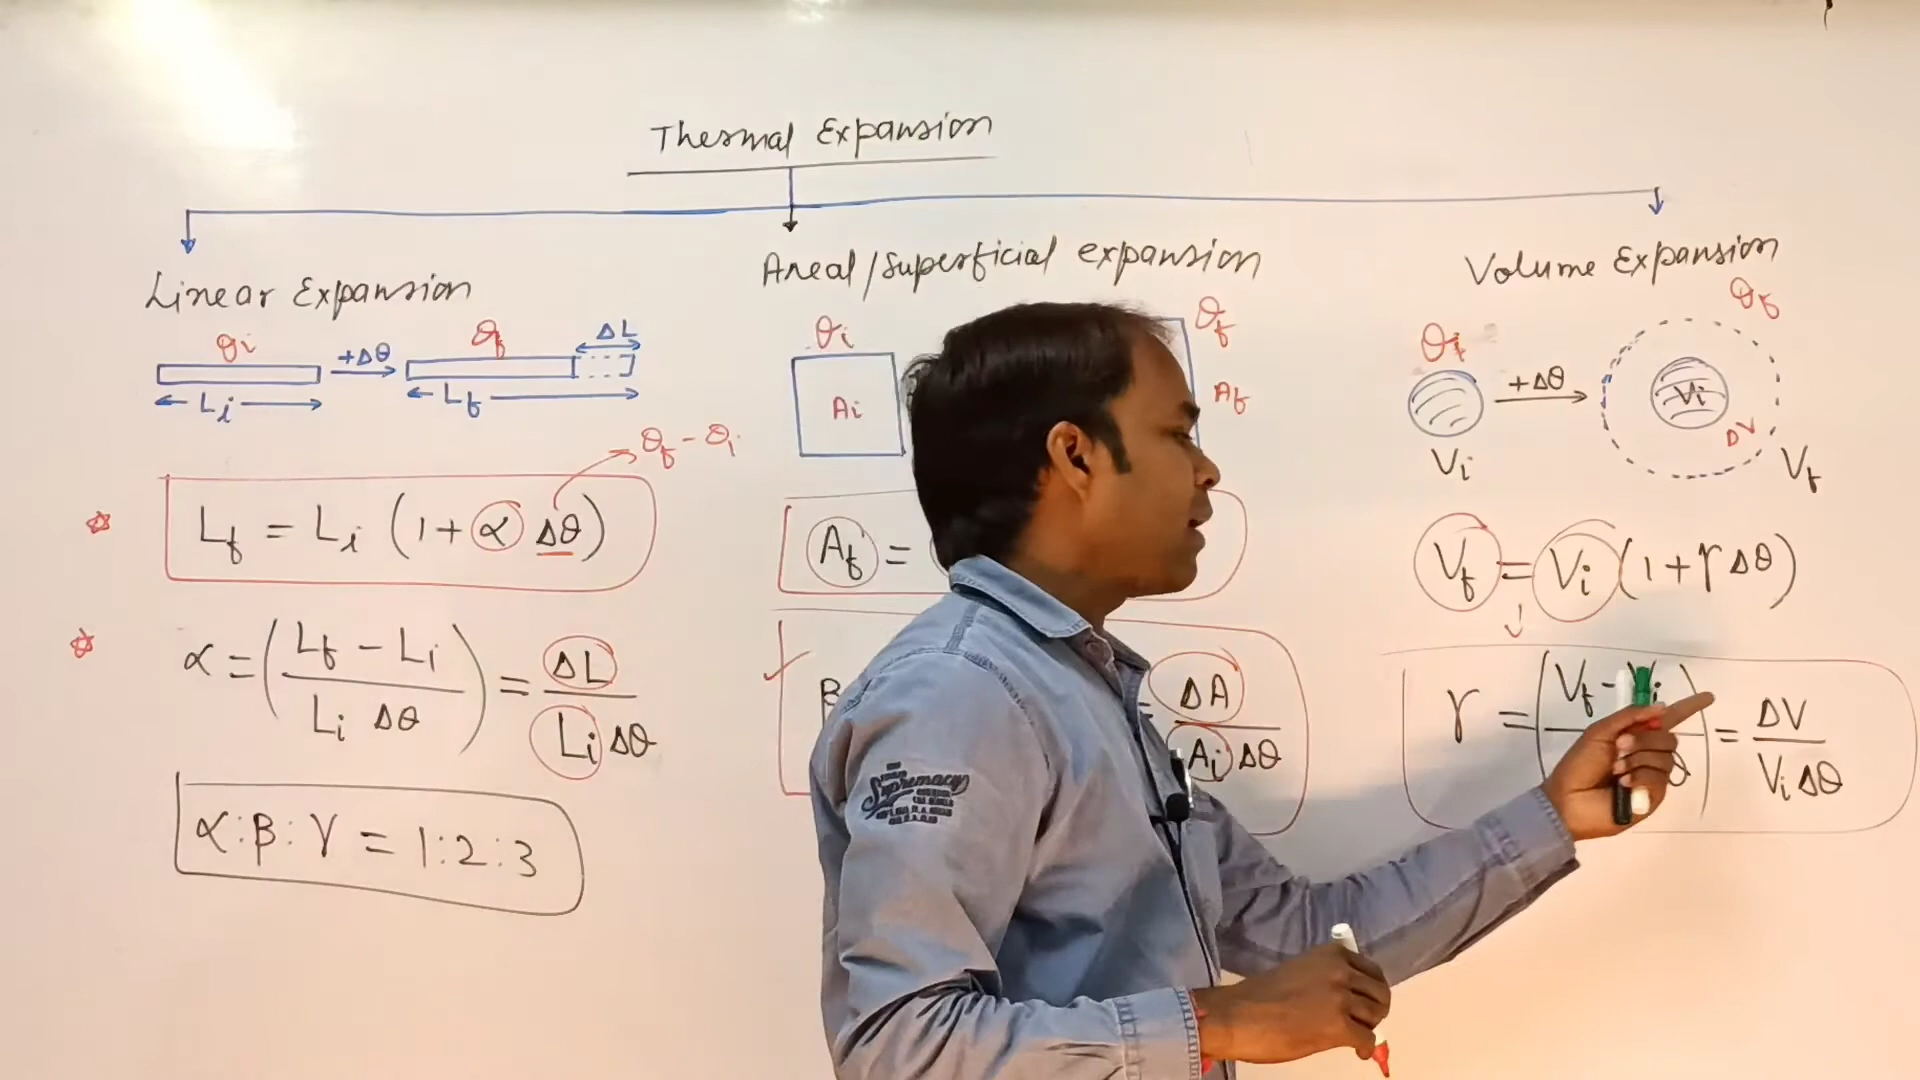 Thermal Expansion
Linear Expansion
θi +Δθ θf ΔL
Li Lf
θf - θi
Lf = Li (1 + α Δθ)
α = (Lf - Li / Li Δθ) = ΔL / Li Δθ
α : β : γ = 1 : 2 : 3
Areal/Superficial expansion
θi θf
Ai Af
Af =
β = ΔA / Ai Δθ
Volume Expansion
θi +Δθ θf
Vi
ΔV
Vi Vf
Vf = Vi (1 + γ Δθ)
γ = (Vf - Vi / θ) = ΔV / Vi Δθ
Supremacy